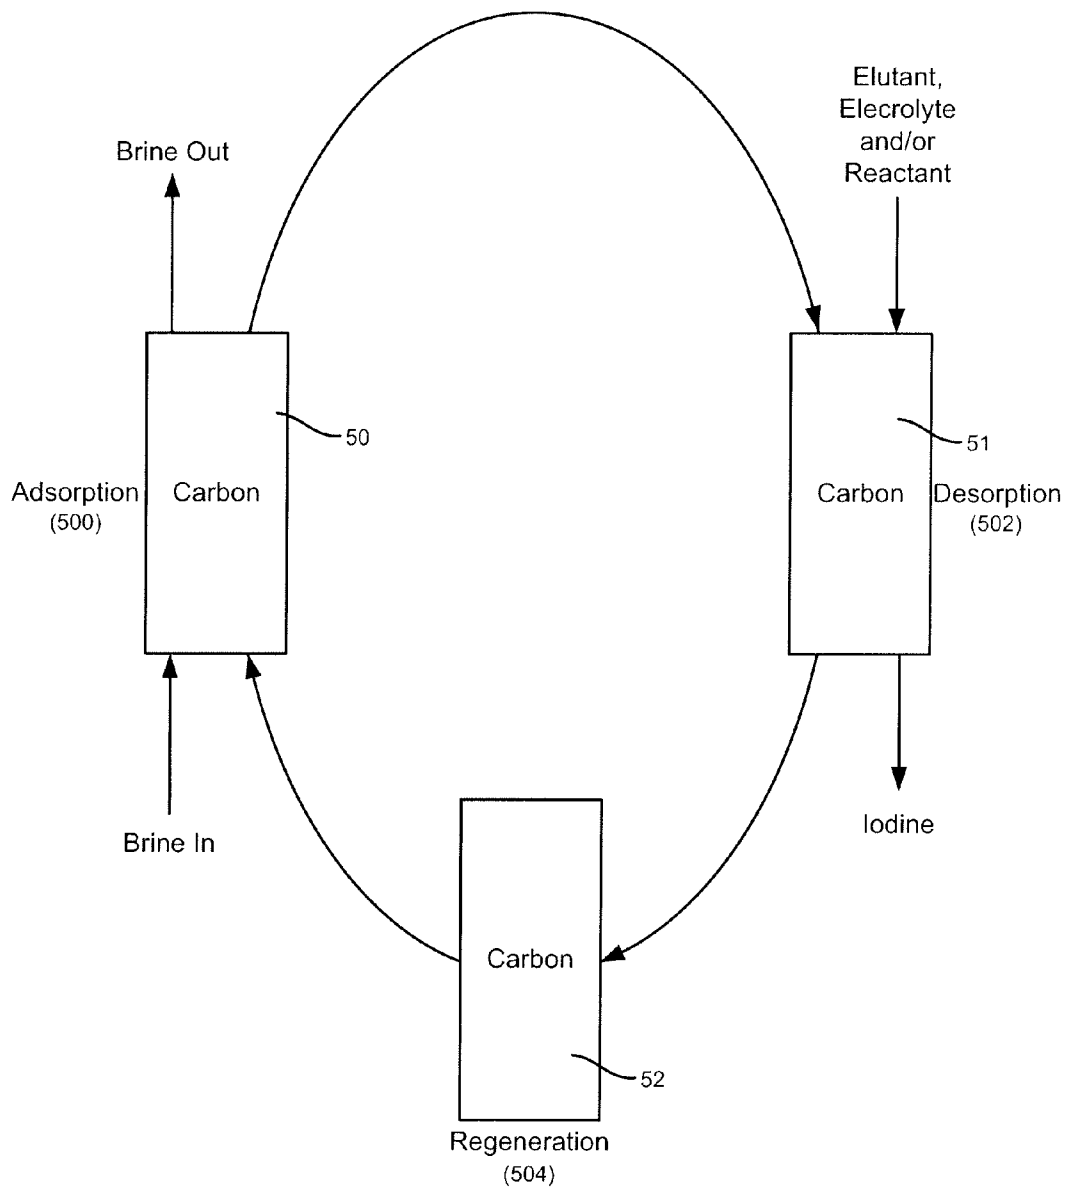 Elutant,
Elecrolyte
and/or
Reactant
Brine Out
50
51
Adsorption
(500)
Carbon
Carbon
Desorption
(502)
Brine In
Iodine
Carbon
52
Regeneration
(504)